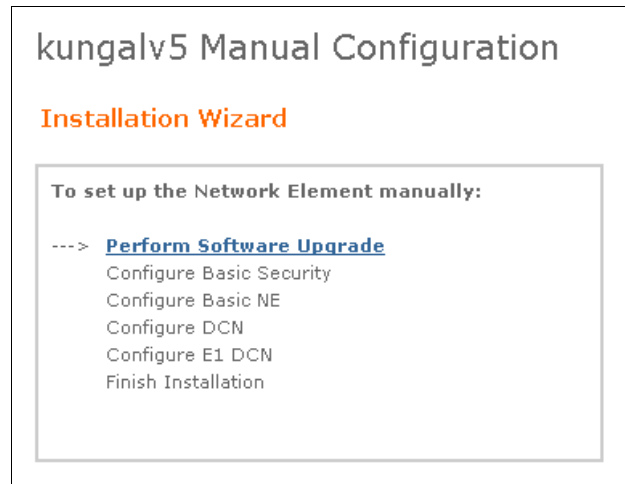 kungalv5 Manual Configuration
Installation Wizard
To set up the Network Element manually:
---> Perform Software Upgrade
Configure Basic Security
Configure Basic NE
Configure DCN
Configure E1 DCN
Finish Installation